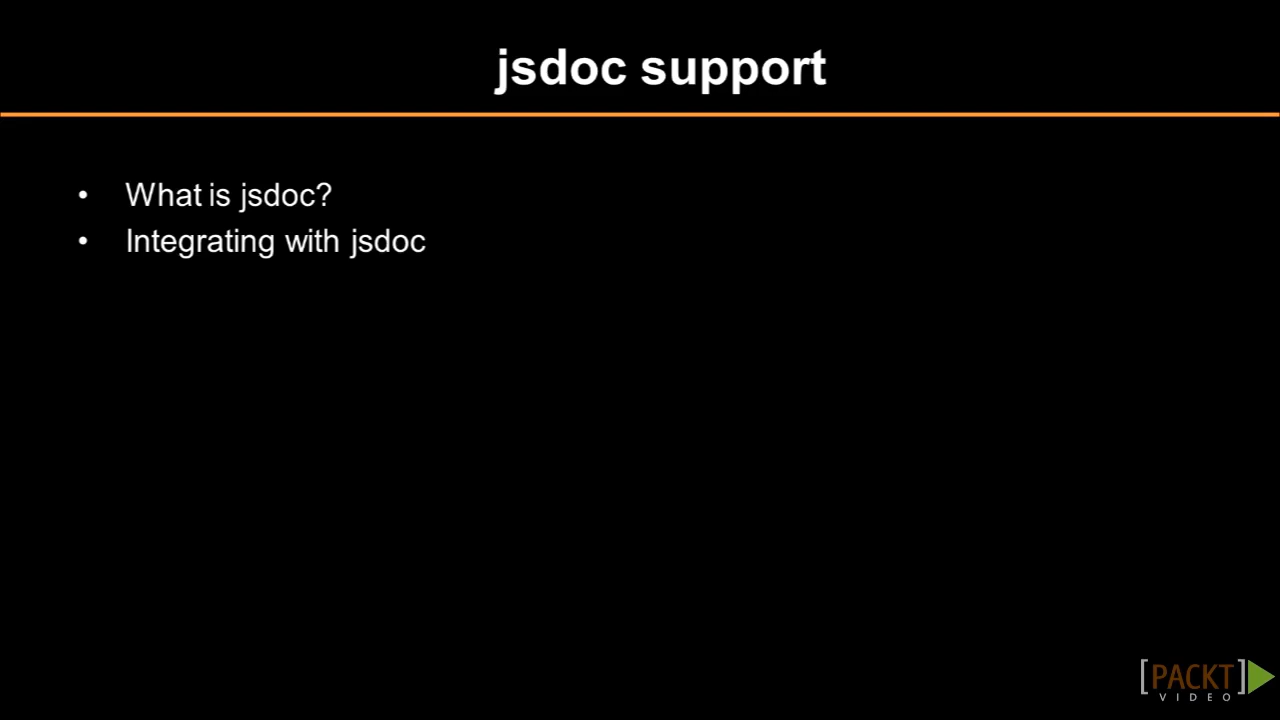 jsdoc support
• What is jsdoc?
• Integrating with jsdoc
[PACKT]
VIDEO